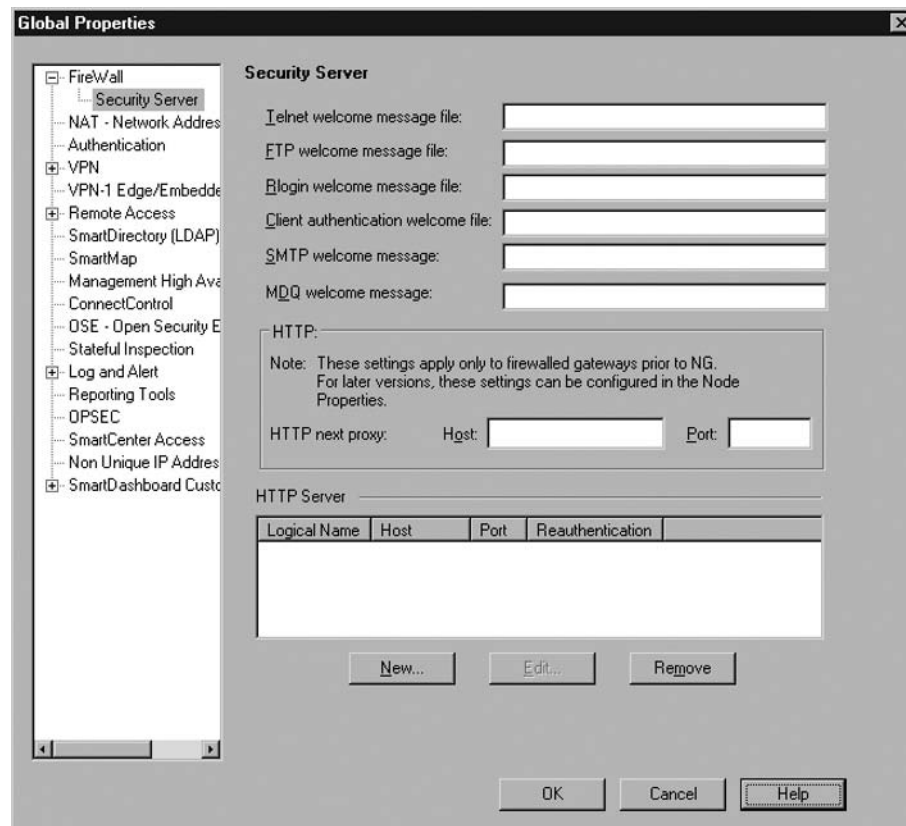 Global Properties
FireWall
Security Server
NAT - Network Addres
Authentication
VPN
VPN-1 Edge/Embedde
Remote Access
SmartDirectory (LDAP)
SmartMap
Management High Ava
ConnectControl
OSE - Open Security E
Stateful Inspection
Log and Alert
Reporting Tools
OPSEC
SmartCenter Access
Non Unique IP Addres
SmartDashboard Custo
Security Server
Telnet welcome message file:
FTP welcome message file:
Rlogin welcome message file:
Client authentication welcome file:
SMTP welcome message:
MDQ welcome message:
HTTP:
Note: These settings apply only to firewalled gateways prior to NG.
For later versions, these settings can be configured in the Node
Properties.
HTTP next proxy: Host: Port:
HTTP Server
Logical Name Host Port Reauthentication
New... Edit... Remove
OK Cancel Help